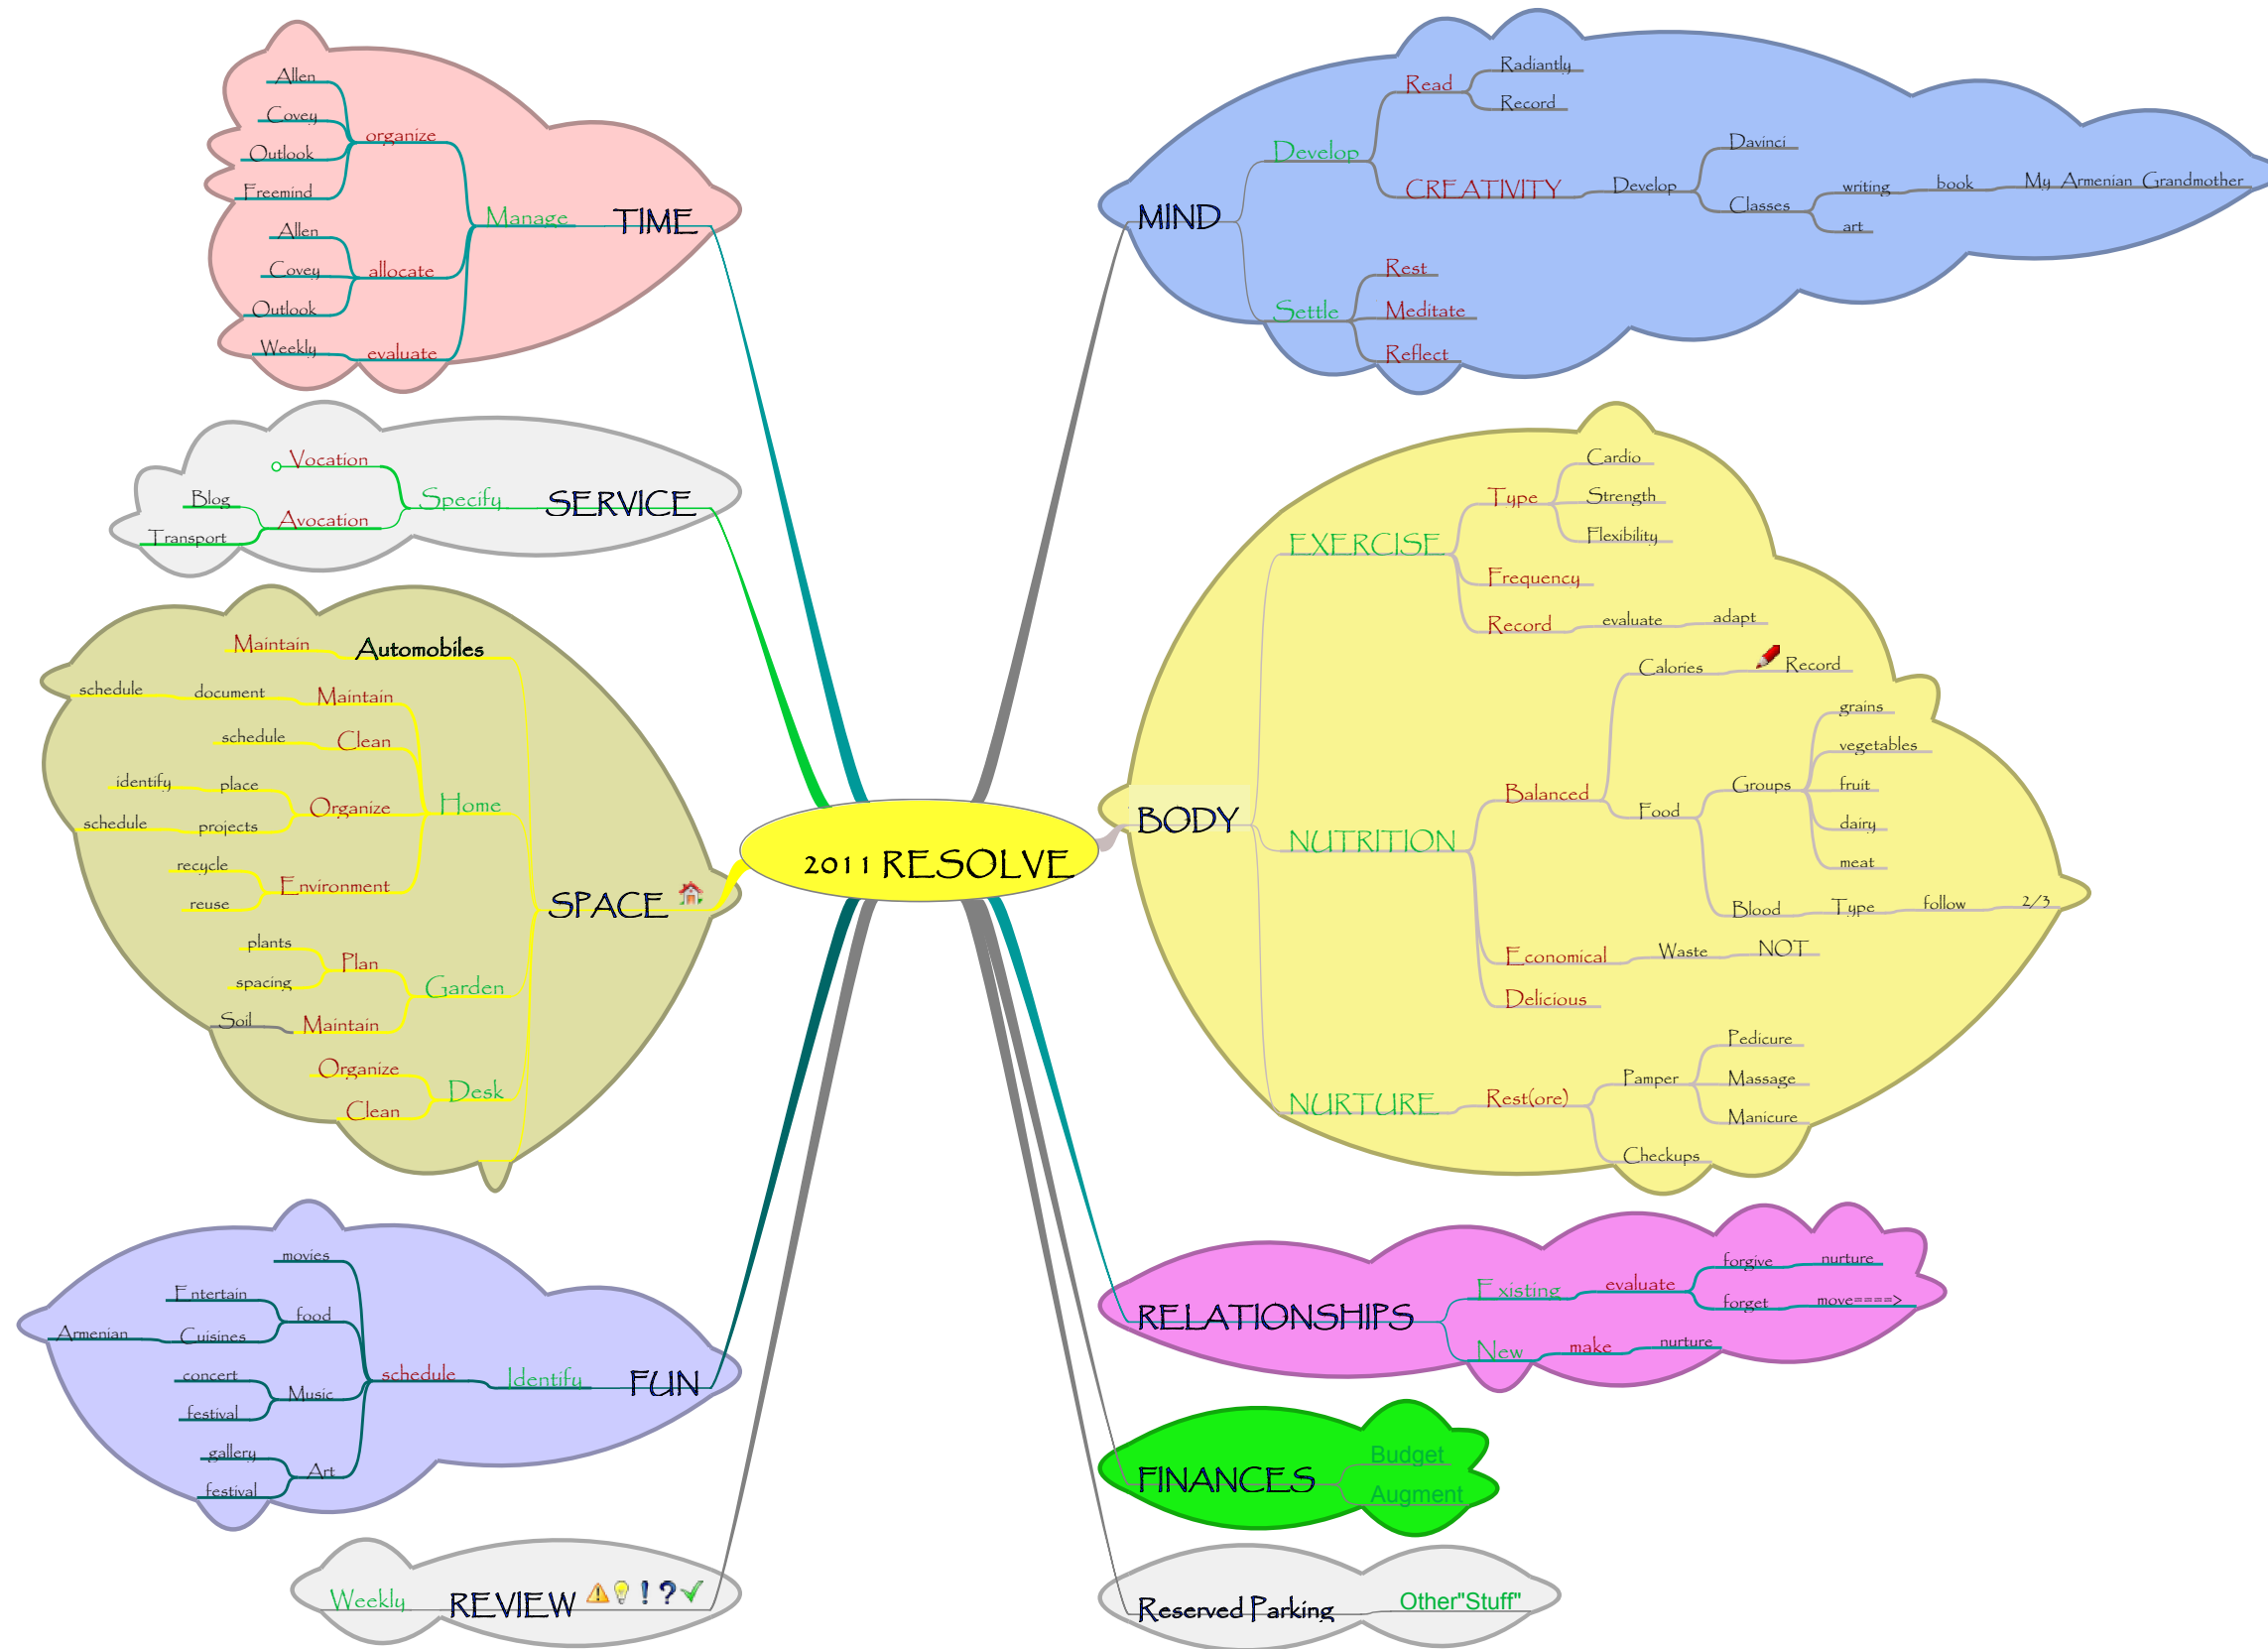 2011 RESOLVE
TIME
Manage
organize
Allen
Covey
Outlook
Freemind
allocate
Allen
Covey
Outlook
evaluate
Weekly
SERVICE
Specify
Vocation
Avocation
Blog
Transport
SPACE
Automobiles
Maintain
Home
Maintain
document
schedule
Clean
schedule
Organize
place
identify
projects
schedule
Environment
recycle
reuse
Garden
Plan
plants
spacing
Maintain
Soil
Desk
Organize
Clean
FUN
Identify
schedule
movies
food
Entertain
Cuisines
Armenian
Music
concert
festival
Art
gallery
festival
REVIEW
Weekly
MIND
Develop
Read
Radiantly
Record
CREATIVITY
Develop
Davinci
Classes
writing
book
My Armenian Grandmother
art
Settle
Rest
Meditate
Reflect
BODY
EXERCISE
Type
Cardio
Strength
Flexibility
Frequency
Record
evaluate
adapt
NUTRITION
Balanced
Calories
Record
Food
Groups
grains
vegetables
fruit
dairy
meat
Blood
Type
follow
2/3
Economical
Waste
NOT
Delicious
NURTURE
Rest(ore)
Pamper
Pedicure
Massage
Manicure
Checkups
RELATIONSHIPS
Existing
evaluate
forgive
nurture
forget
move====>
New
make
nurture
FINANCES
Budget
Augment
Reserved Parking
Other"Stuff"